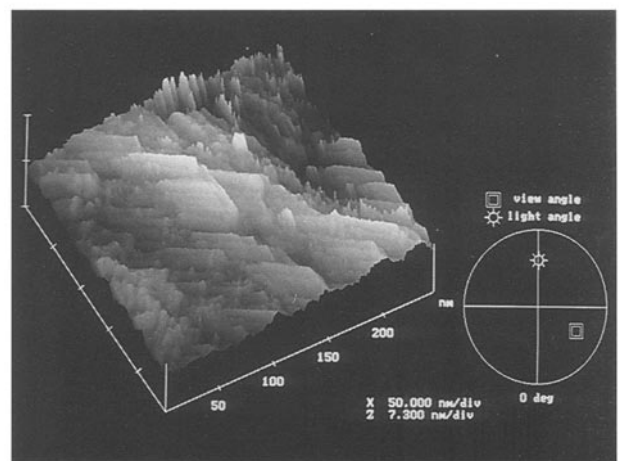 view angle
light angle
nm
200
150
100
50
X 50.000 nm/div
Z 7.300 nm/div
0 deg